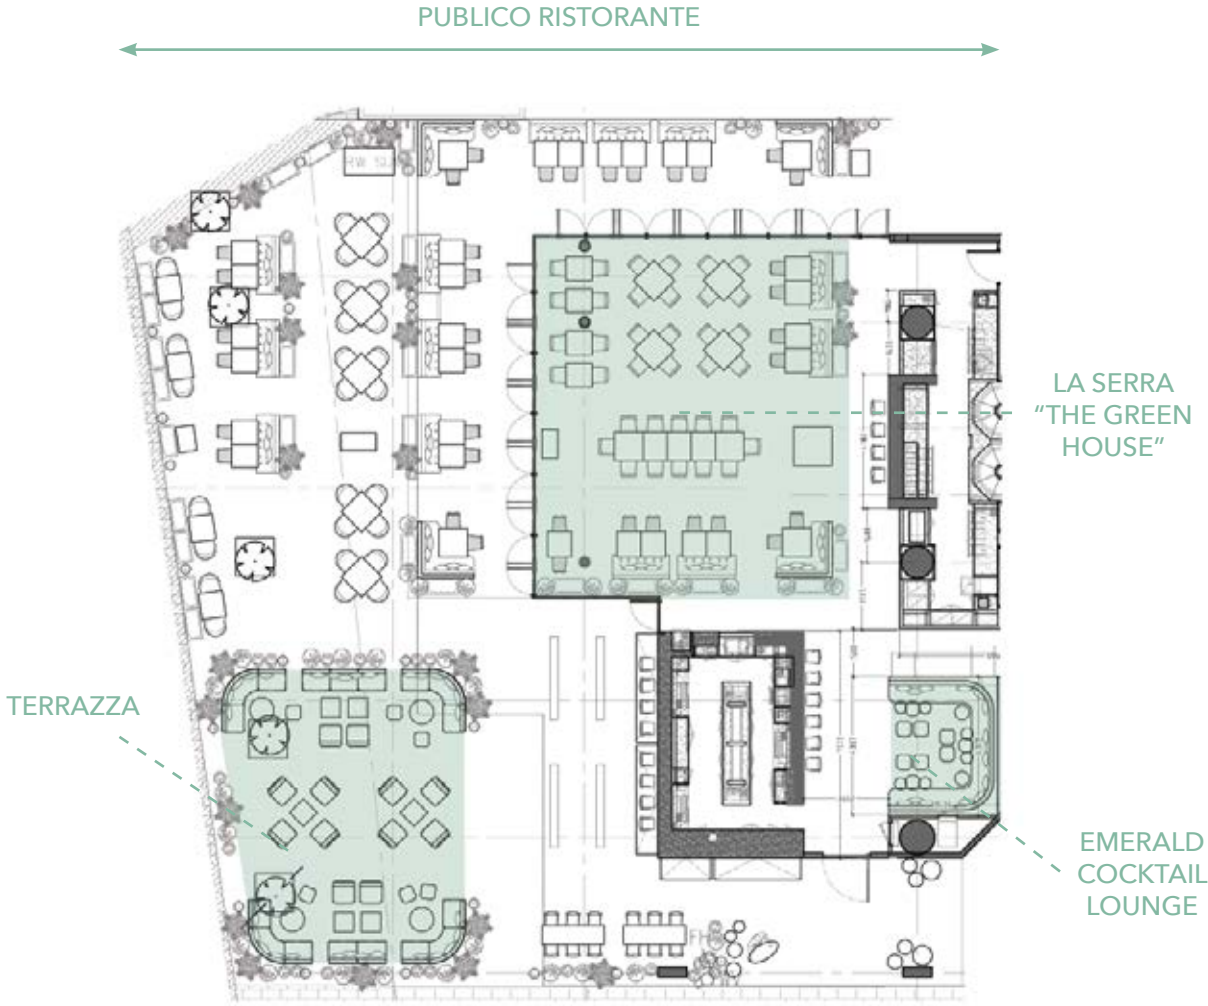 PUBLICO RISTORANTE
LA SERRA
"THE GREEN
HOUSE"
TERRAZZA
EMERALD
COCKTAIL
LOUNGE